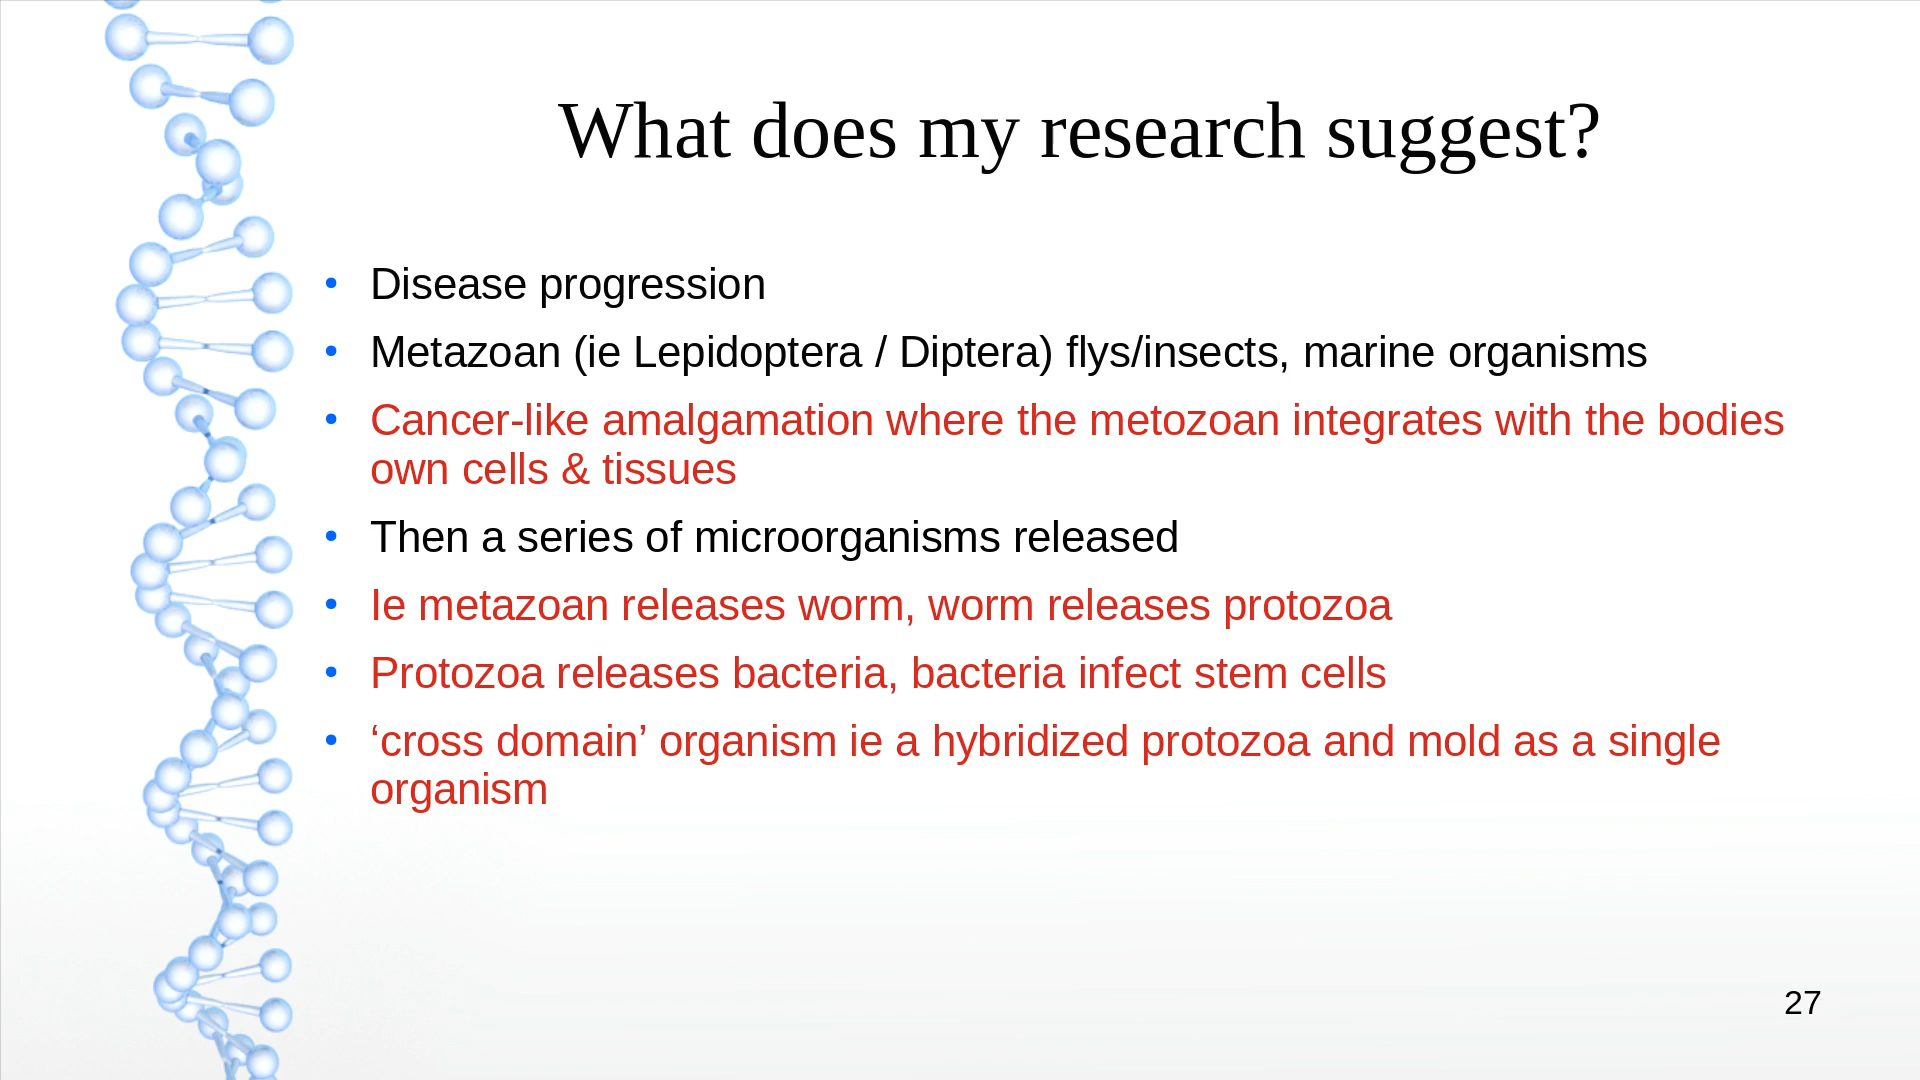 What does my research suggest?
• Disease progression
• Metazoan (ie Lepidoptera / Diptera) flys/insects, marine organisms
• Cancer-like amalgamation where the metozoan integrates with the bodies
own cells & tissues
• Then a series of microorganisms released
• Ie metazoan releases worm, worm releases protozoa
• Protozoa releases bacteria, bacteria infect stem cells
• ‘cross domain’ organism ie a hybridized protozoa and mold as a single
organism
27